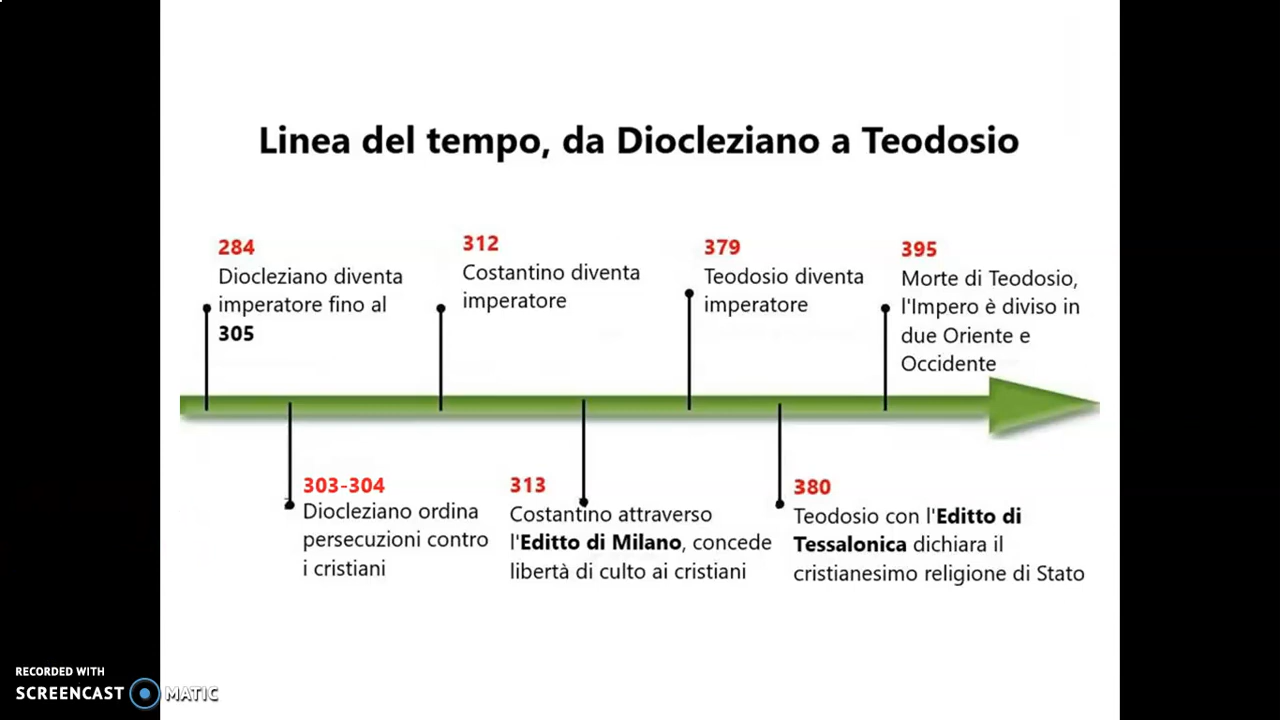 Linea del tempo, da Diocleziano a Teodosio
284
Diocleziano diventa
imperatore fino al
305
312
Costantino diventa
imperatore
379
Teodosio diventa
imperatore
395
Morte di Teodosio,
l'Impero è diviso in
due Oriente e
Occidente
303-304
Diocleziano ordina
persecuzioni contro
i cristiani
313
Costantino attraverso
l'Editto di Milano, concede
libertà di culto ai cristiani
380
Teodosio con l'Editto di
Tessalonica dichiara il
cristianesimo religione di Stato
RECORDED WITH
SCREENCAST MATIC